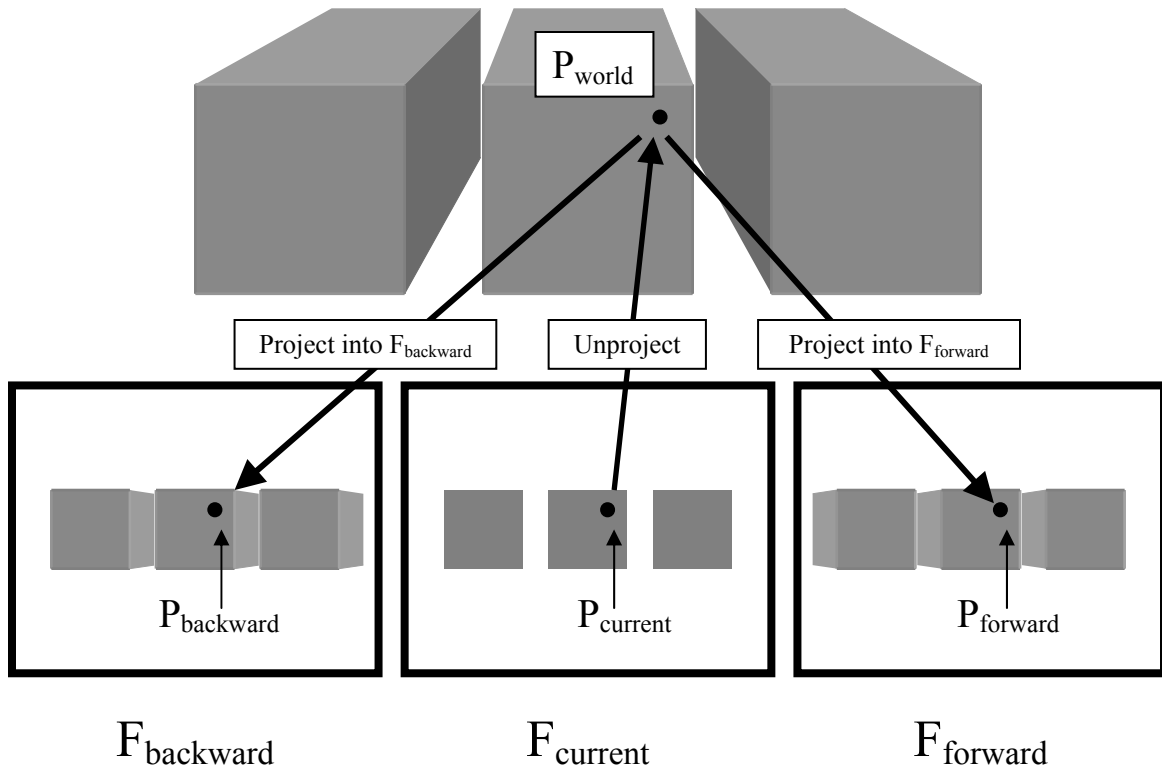 P_world
Project into F_backward
Unproject
Project into F_forward
P_backward
P_current
P_forward
F_backward
F_current
F_forward